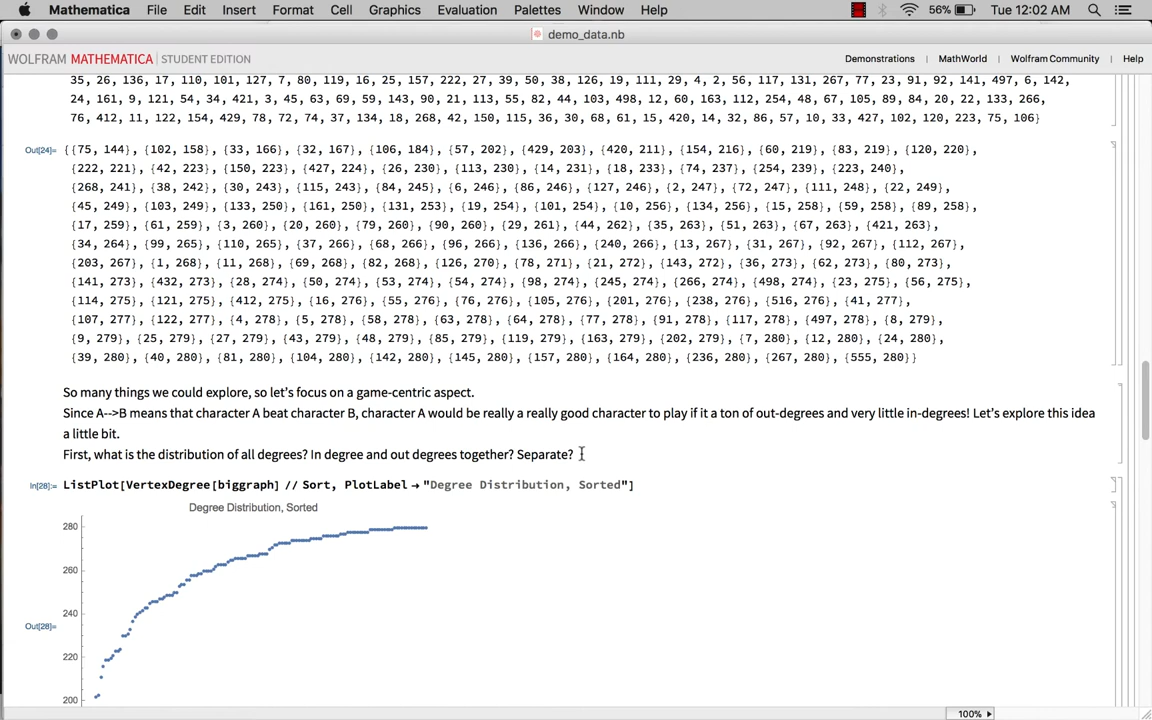 Mathematica File Edit Insert Format Cell Graphics Evaluation Palettes Window Help 56% Tue 12:02 AM
demo_data.nb
WOLFRAM MATHEMATICA | STUDENT EDITION Demonstrations | MathWorld | Wolfram Community | Help
35, 26, 136, 17, 110, 101, 127, 7, 80, 119, 16, 25, 157, 222, 27, 39, 50, 38, 126, 19, 111, 29, 4, 2, 56, 117, 131, 267, 77, 23, 91, 92, 141, 497, 6, 142,
24, 161, 9, 121, 54, 34, 421, 3, 45, 63, 69, 59, 143, 90, 21, 113, 55, 82, 44, 103, 498, 12, 60, 163, 112, 254, 48, 67, 105, 89, 84, 20, 22, 133, 266,
76, 412, 11, 122, 154, 429, 78, 72, 74, 37, 134, 18, 268, 42, 150, 115, 36, 30, 68, 61, 15, 420, 14, 32, 86, 57, 10, 33, 427, 102, 120, 223, 75, 106}
Out[24]= {{75, 144}, {102, 158}, {33, 166}, {32, 167}, {106, 184}, {57, 202}, {429, 203}, {420, 211}, {154, 216}, {60, 219}, {83, 219}, {120, 220},
{222, 221}, {42, 223}, {150, 223}, {427, 224}, {26, 230}, {113, 230}, {14, 231}, {18, 233}, {74, 237}, {254, 239}, {223, 240},
{268, 241}, {38, 242}, {30, 243}, {115, 243}, {84, 245}, {6, 246}, {86, 246}, {127, 246}, {2, 247}, {72, 247}, {111, 248}, {22, 249},
{45, 249}, {103, 249}, {133, 250}, {161, 250}, {131, 253}, {19, 254}, {101, 254}, {10, 256}, {134, 256}, {15, 258}, {59, 258}, {89, 258},
{17, 259}, {61, 259}, {3, 260}, {20, 260}, {79, 260}, {90, 260}, {29, 261}, {44, 262}, {35, 263}, {51, 263}, {67, 263}, {421, 263},
{34, 264}, {99, 265}, {110, 265}, {37, 266}, {68, 266}, {96, 266}, {136, 266}, {240, 266}, {13, 267}, {31, 267}, {92, 267}, {112, 267},
{203, 267}, {1, 268}, {11, 268}, {69, 268}, {82, 268}, {126, 270}, {78, 271}, {21, 272}, {143, 272}, {36, 273}, {62, 273}, {80, 273},
{141, 273}, {432, 273}, {28, 274}, {50, 274}, {53, 274}, {54, 274}, {98, 274}, {245, 274}, {266, 274}, {498, 274}, {23, 275}, {56, 275},
{114, 275}, {121, 275}, {412, 275}, {16, 276}, {55, 276}, {76, 276}, {105, 276}, {201, 276}, {238, 276}, {516, 276}, {41, 277},
{107, 277}, {122, 277}, {4, 278}, {5, 278}, {58, 278}, {63, 278}, {64, 278}, {77, 278}, {91, 278}, {117, 278}, {497, 278}, {8, 279},
{9, 279}, {25, 279}, {27, 279}, {43, 279}, {48, 279}, {85, 279}, {119, 279}, {163, 279}, {202, 279}, {7, 280}, {12, 280}, {24, 280},
{39, 280}, {40, 280}, {81, 280}, {104, 280}, {142, 280}, {145, 280}, {157, 280}, {164, 280}, {236, 280}, {267, 280}, {555, 280}}
So many things we could explore, so let's focus on a game-centric aspect.
Since A-->B means that character A beat character B, character A would be really a really good character to play if it a ton of out-degrees and very little in-degrees! Let's explore this idea
a little bit.
First, what is the distribution of all degrees? In degree and out degrees together? Separate?
In[28]:= ListPlot[VertexDegree[biggraph] // Sort, PlotLabel → "Degree Distribution, Sorted"]
Degree Distribution, Sorted
280
260
240
Out[28]=
220
200
100%